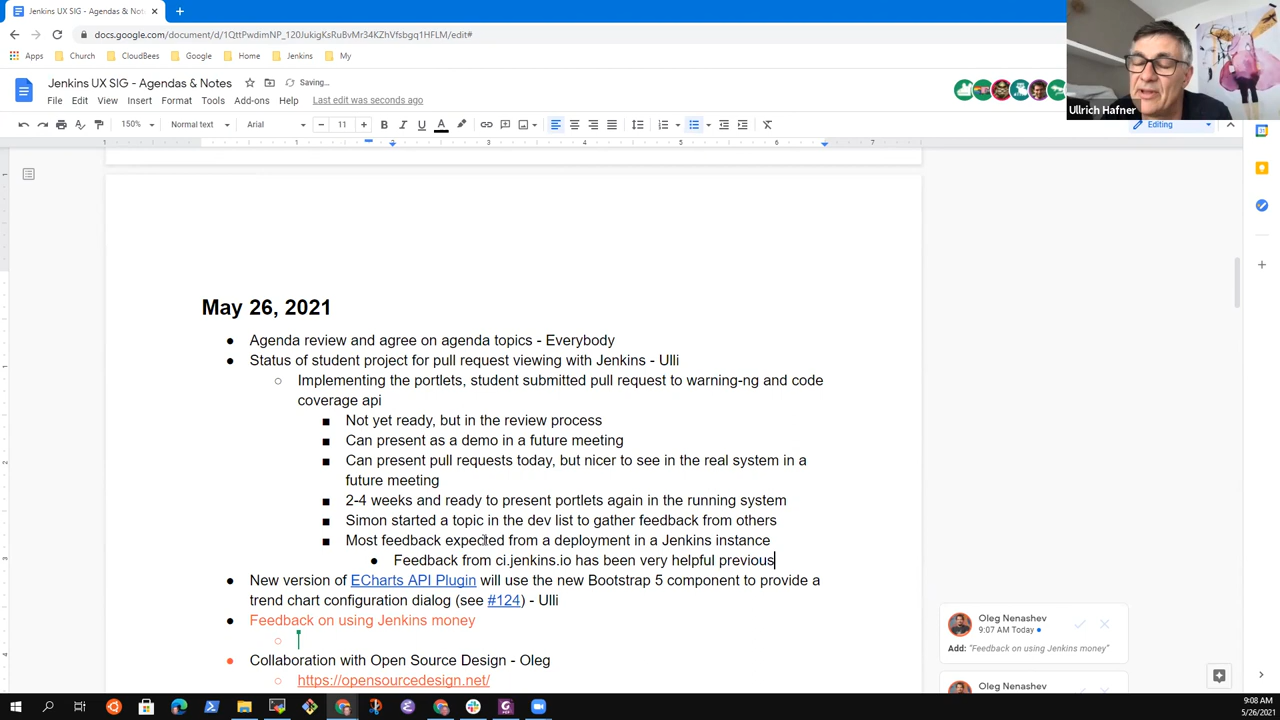 Jenkins UX SIG - Agendas & Not
docs.google.com/document/d/1QttPwdimNP_120JukigKsRuBvMr34KZhVfsbgq1HFLM/edit#
Apps Church CloudBees Google Home Jenkins My
Jenkins UX SIG - Agendas & Notes Saving...
File Edit View Insert Format Tools Add-ons Help Last edit was seconds ago
150% Normal text Arial 11 Editing
Ullrich Hafner
May 26, 2021
Agenda review and agree on agenda topics - Everybody
Status of student project for pull request viewing with Jenkins - Ulli
Implementing the portlets, student submitted pull request to warning-ng and code
coverage api
Not yet ready, but in the review process
Can present as a demo in a future meeting
Can present pull requests today, but nicer to see in the real system in a
future meeting
2-4 weeks and ready to present portlets again in the running system
Simon started a topic in the dev list to gather feedback from others
Most feedback expected from a deployment in a Jenkins instance
Feedback from ci.jenkins.io has been very helpful previous
New version of ECharts API Plugin will use the new Bootstrap 5 component to provide a
trend chart configuration dialog (see #124) - Ulli
Feedback on using Jenkins money
Collaboration with Open Source Design - Oleg
https://opensourcedesign.net/
Oleg Nenashev
9:07 AM Today
Add: "Feedback on using Jenkins money"
Oleg Nenashev
9:08 AM
5/26/2021